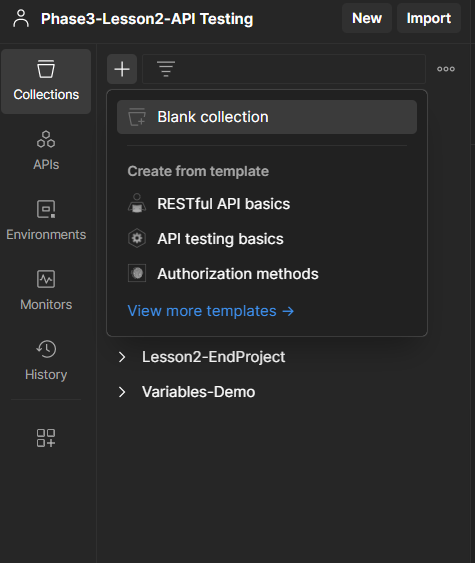 Phase3-Lesson2-API Testing
New
Import
Collections
Blank collection
Create from template
APIs
RESTful API basics
Environments
API testing basics
Authorization methods
Monitors
View more templates →
Lesson2-EndProject
History
Variables-Demo